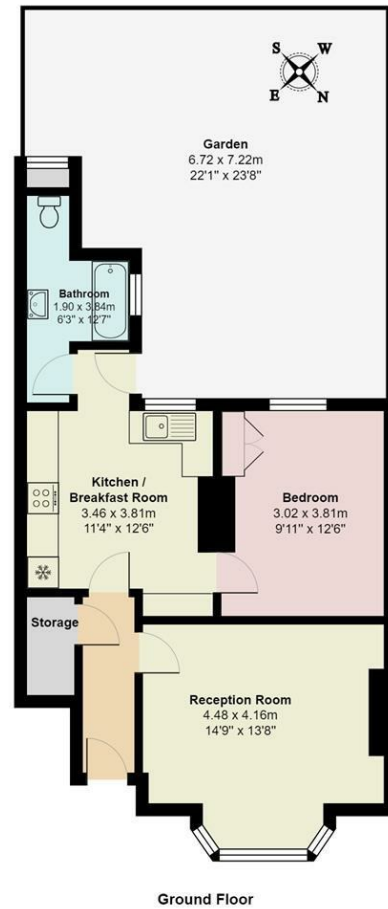 S W
E N
Garden
6.72 x 7.22m
22'1" x 23'8"
Bathroom
1.90 x 3.84m
6'3" x 12'7"
Kitchen /
Breakfast Room
3.46 x 3.81m
11'4" x 12'6"
Bedroom
3.02 x 3.81m
9'11" x 12'6"
Storage
Reception Room
4.48 x 4.16m
14'9" x 13'8"
Ground Floor